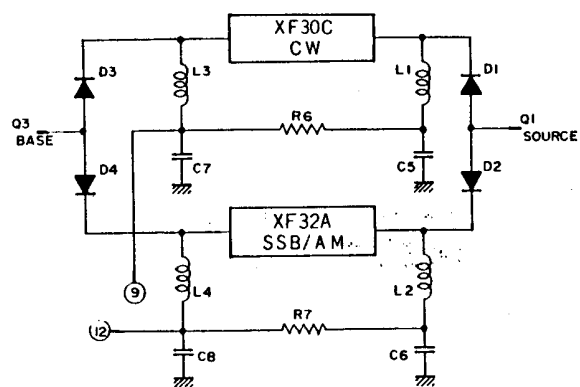 XF30C
CW
D3
L3
L1
D1
Q3
BASE
R6
Q1
SOURCE
D4
C7
C5
D2
XF32A
SSB/AM
9
L4
L2
R7
12
C8
C6